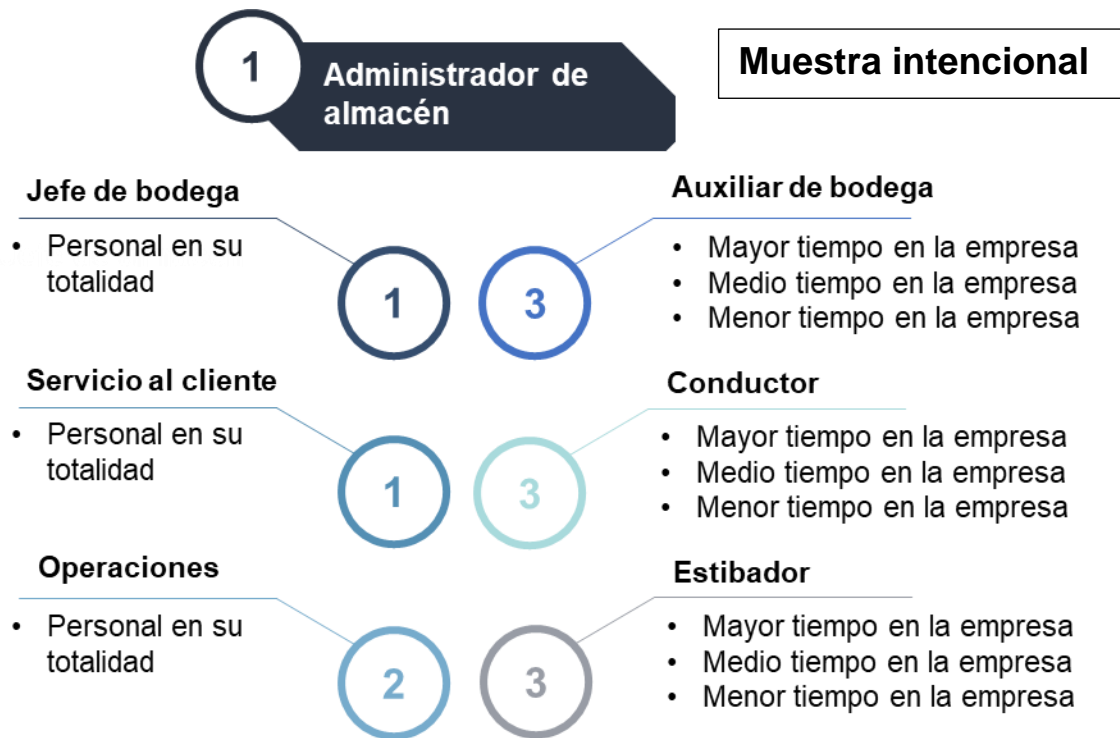 1
Administrador de
almacén
Muestra intencional
Jefe de bodega
• Personal en su
totalidad
1
Auxiliar de bodega
• Mayor tiempo en la empresa
• Medio tiempo en la empresa
• Menor tiempo en la empresa
3
Servicio al cliente
• Personal en su
totalidad
1
Conductor
• Mayor tiempo en la empresa
• Medio tiempo en la empresa
• Menor tiempo en la empresa
3
Operaciones
• Personal en su
totalidad
2
Estibador
• Mayor tiempo en la empresa
• Medio tiempo en la empresa
• Menor tiempo en la empresa
3